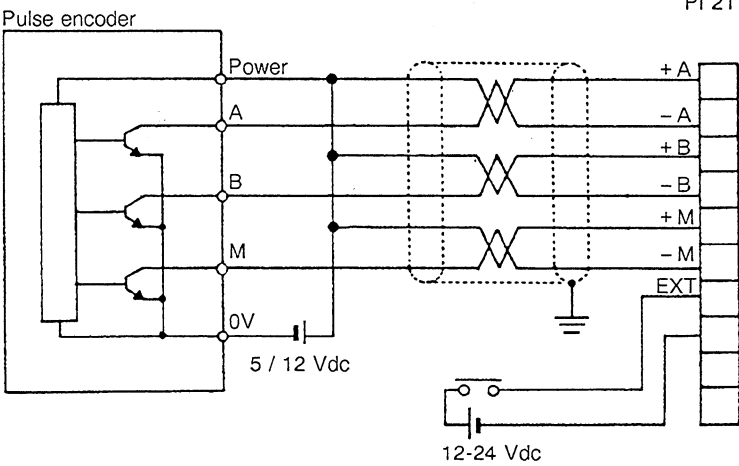 PI 21
Pulse encoder
Power
+ A
A
− A
+ B
B
− B
+ M
M
− M
EXT
0V
5 / 12 Vdc
12-24 Vdc